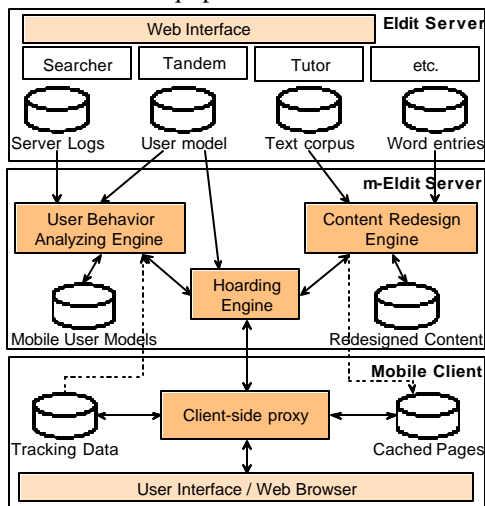 Eldit Server
Web Interface
Searcher
Tandem
Tutor
etc.
Server Logs
User model
Text corpus
Word entries
m-Eldit Server
User Behavior
Analyzing Engine
Content Redesign
Engine
Hoarding
Engine
Mobile User Models
Redesigned Content
Mobile Client
Client-side proxy
Tracking Data
Cached Pages
User Interface / Web Browser